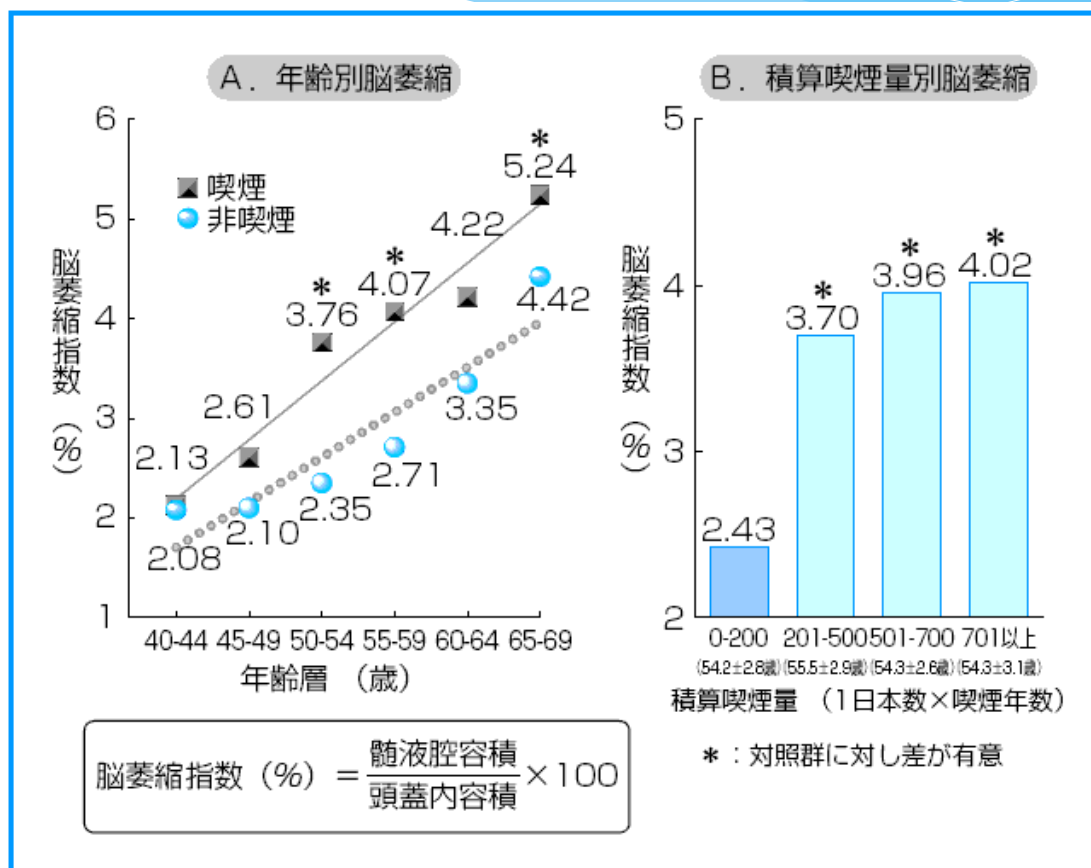 A. 年齢別脳萎縮
6
5
4
3
2
1
脳萎縮指数（%）
喫煙
非喫煙
2.13
2.61
*
3.76
*
4.07
4.22
*
5.24
2.08
2.10
2.35
2.71
3.35
4.42
40-44 45-49 50-54 55-59 60-64 65-69
年齢層 （歳）
脳萎縮指数（%）＝髄液腔容積/頭蓋内容積×100
B. 積算喫煙量別脳萎縮
5
4
3
2
脳萎縮指数（%）
2.43
*
3.70
*
3.96
*
4.02
0-200 201-500 501-700 701以上
(54.2±2.8歳) (55.5±2.9歳) (54.3±2.6歳) (54.3±3.1歳)
積算喫煙量 （1日本数×喫煙年数）
*：対照群に対し差が有意